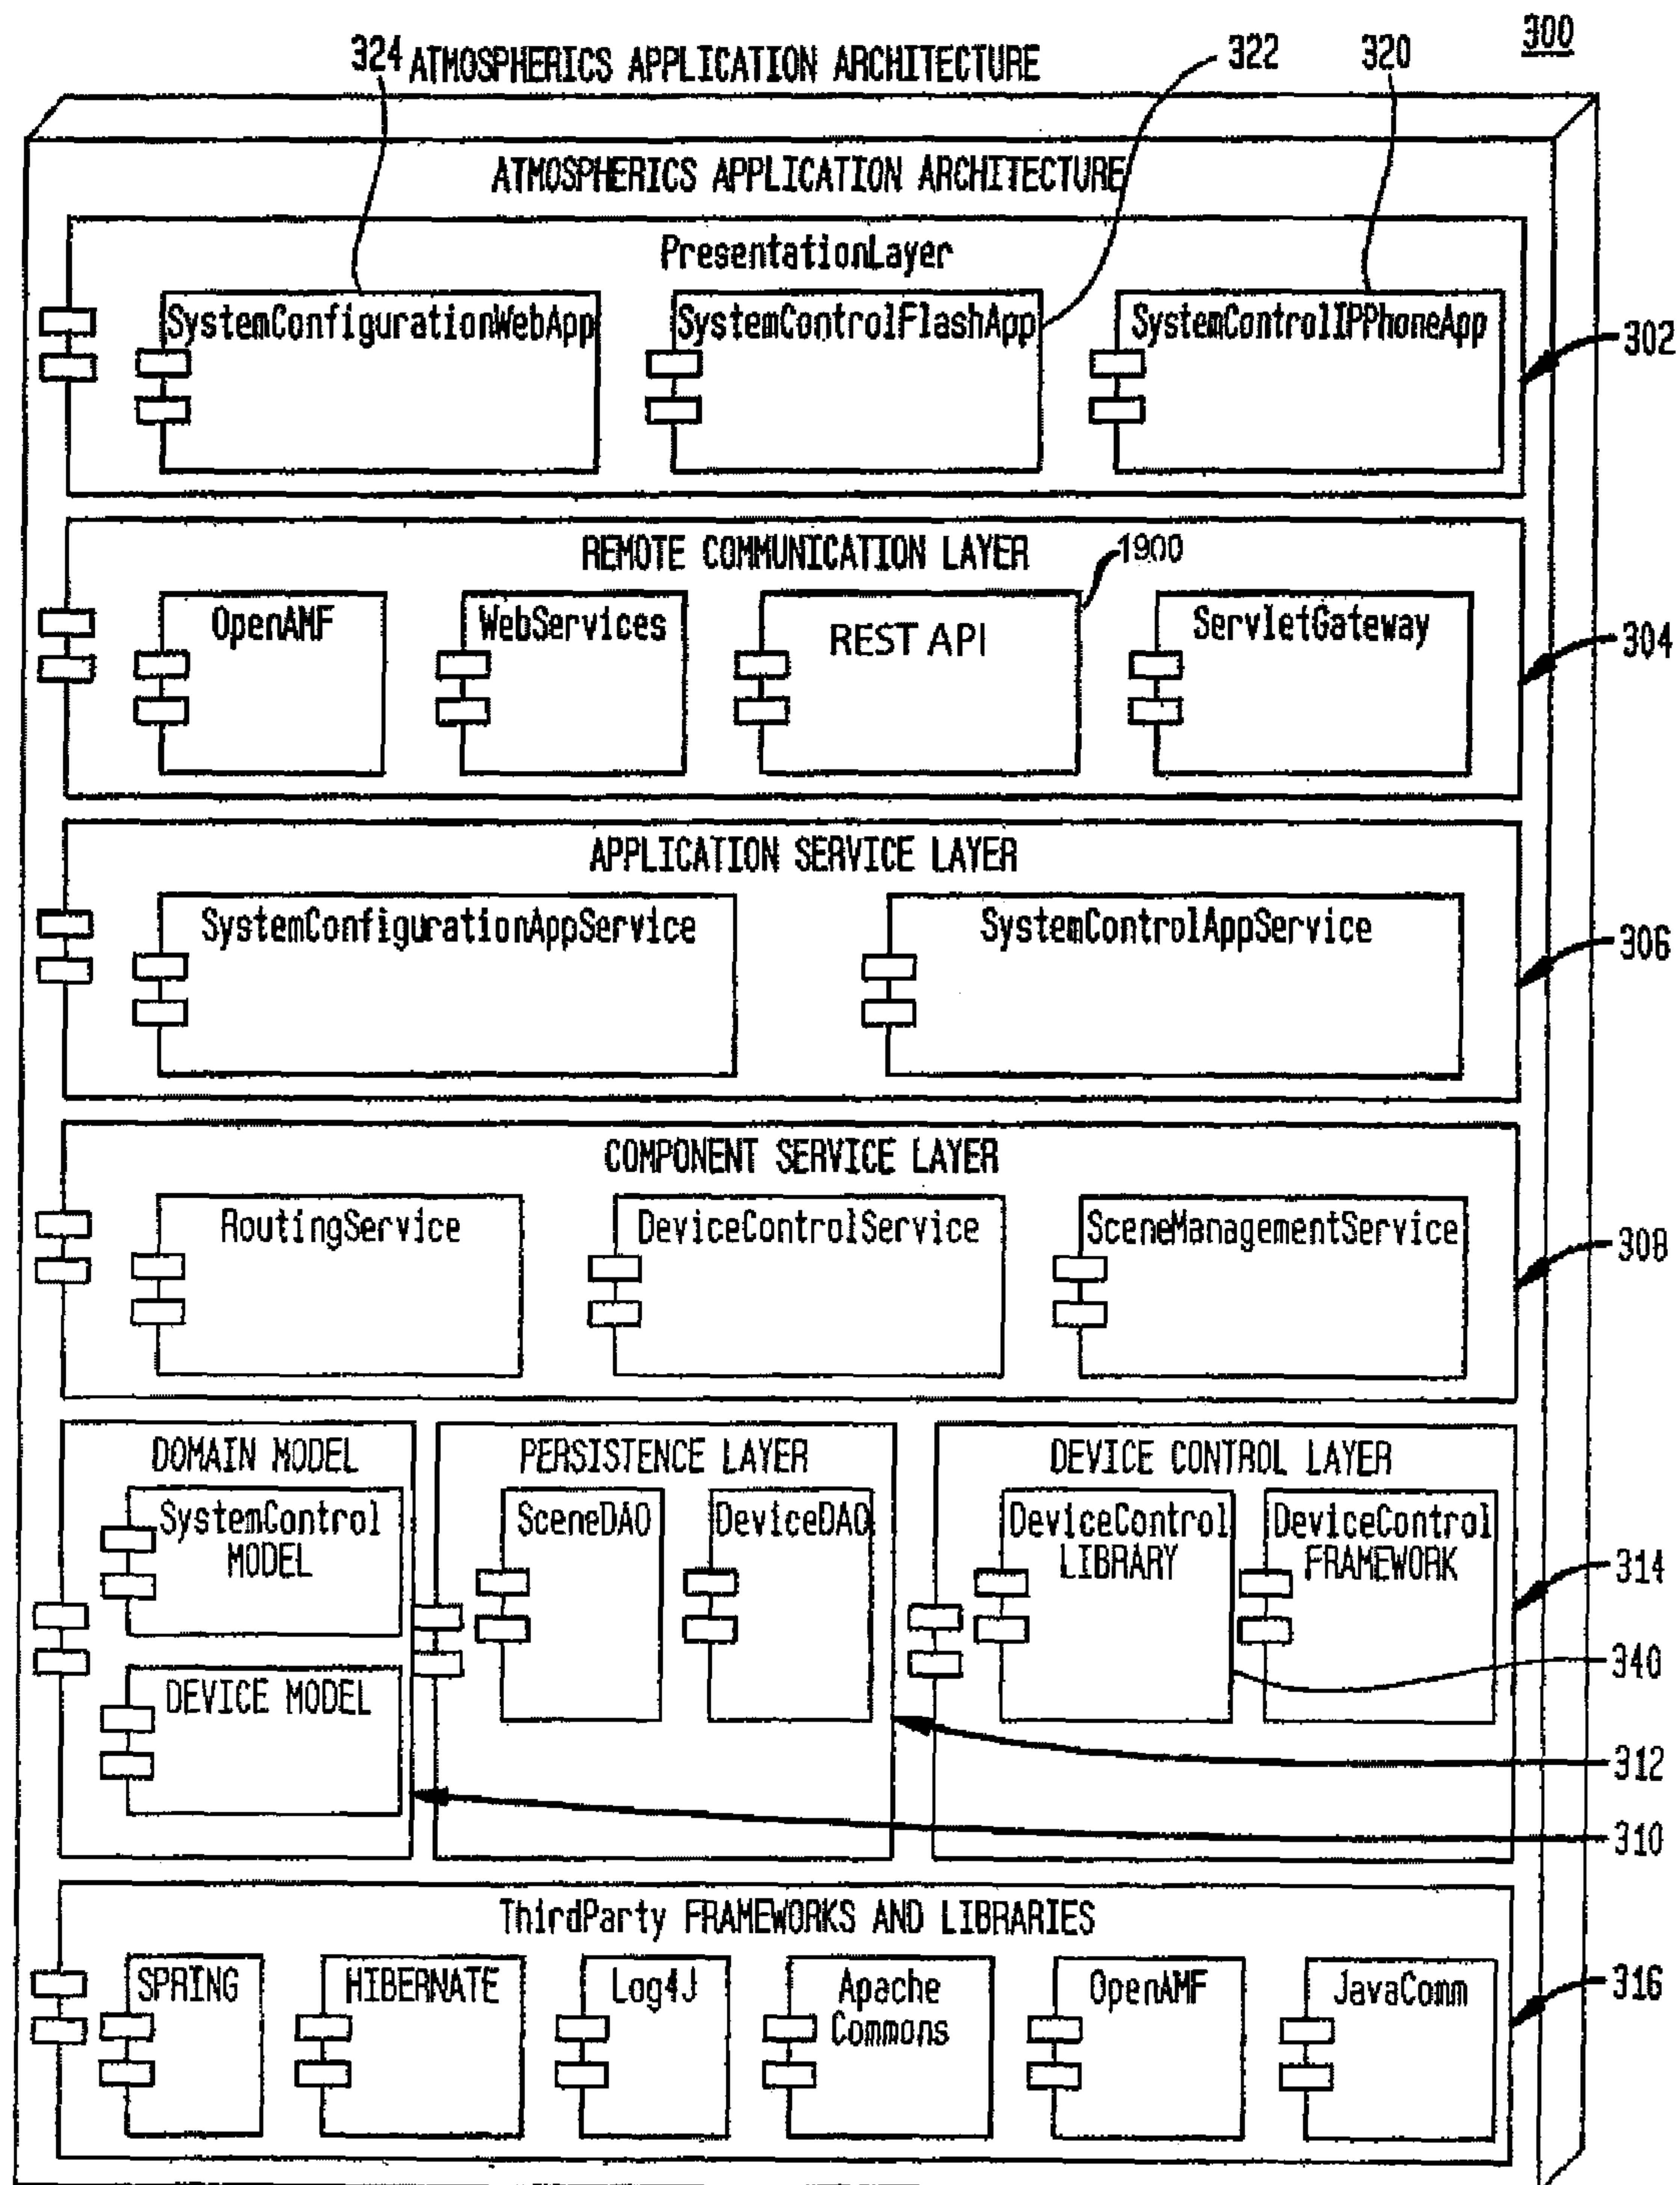 300
324 ATMOSPHERICS APPLICATION ARCHITECTURE 322 320
ATMOSPHERICS APPLICATION ARCHITECTURE
PresentationLayer
SystemConfigurationWebApp SystemControlFlashApp SystemControlIPPhoneApp
302
REMOTE COMMUNICATION LAYER
1900
OpenAMF WebServices REST API ServletGateway
304
APPLICATION SERVICE LAYER
SystemConfigurationAppService SystemControlAppService
306
COMPONENT SERVICE LAYER
RoutingService DeviceControlService SceneManagementService
308
DOMAIN MODEL PERSISTENCE LAYER DEVICE CONTROL LAYER
SystemControl SceneDAO DeviceDAO DeviceControl DeviceControl
MODEL LIBRARY FRAMEWORK
314
340
DEVICE MODEL
312
310
ThirdParty FRAMEWORKS AND LIBRARIES
SPRING HIBERNATE Log4J Apache OpenAMF JavaComm
Commons
316